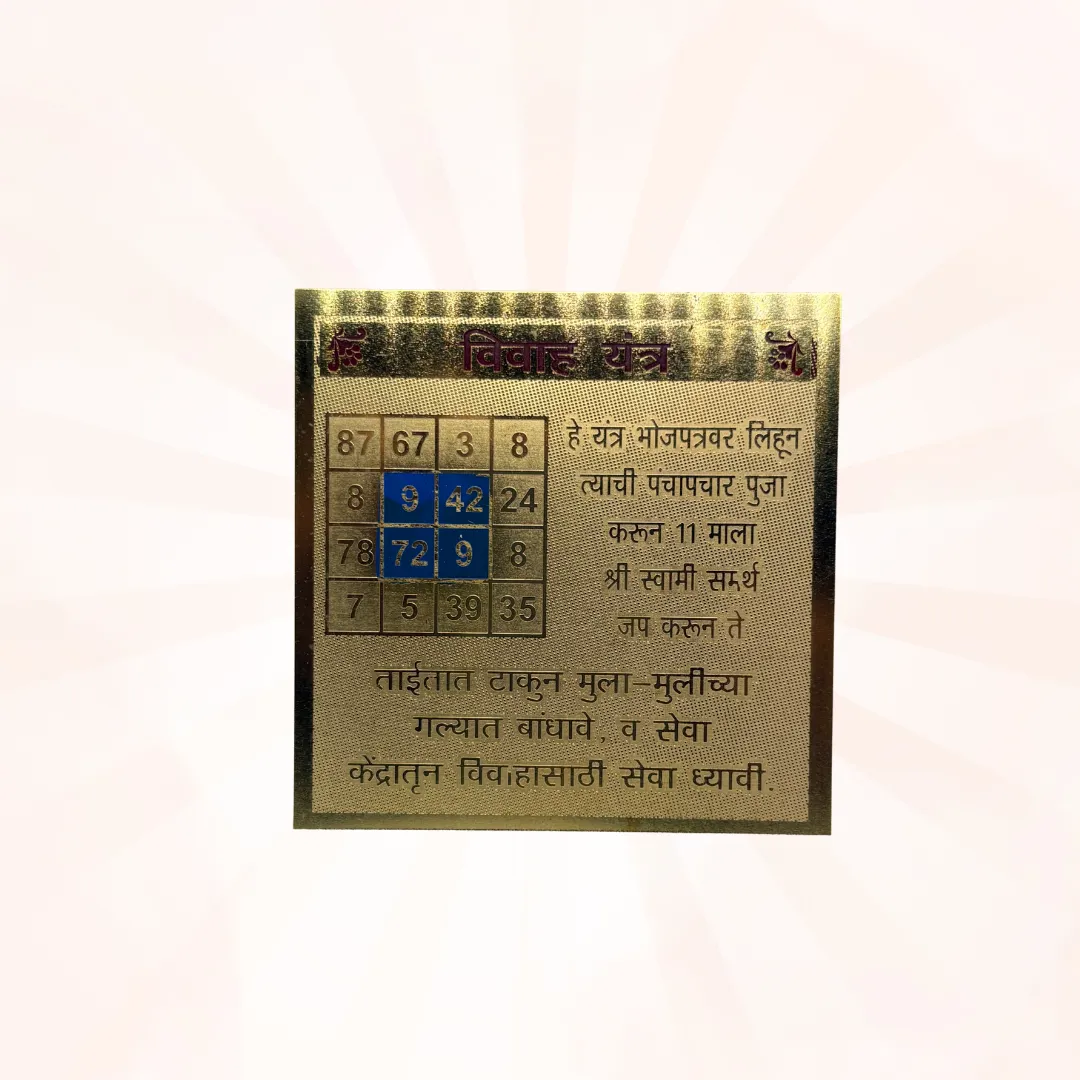 विवाह यंत्र
87 67 3 8
8 9 42 24
78 72 9 8
7 5 39 35
हे यंत्र भोजपत्रवर लिहून
त्याची पंचापचार पुजा
करून 11 माला
श्री स्वामी समर्थ
जप करून ते
ताईतात टाकुन मुला-मुलीच्या
गल्यात बांधावे, व सेवा
केंद्रातृन विवाहासाठी सेवा ध्यावी.